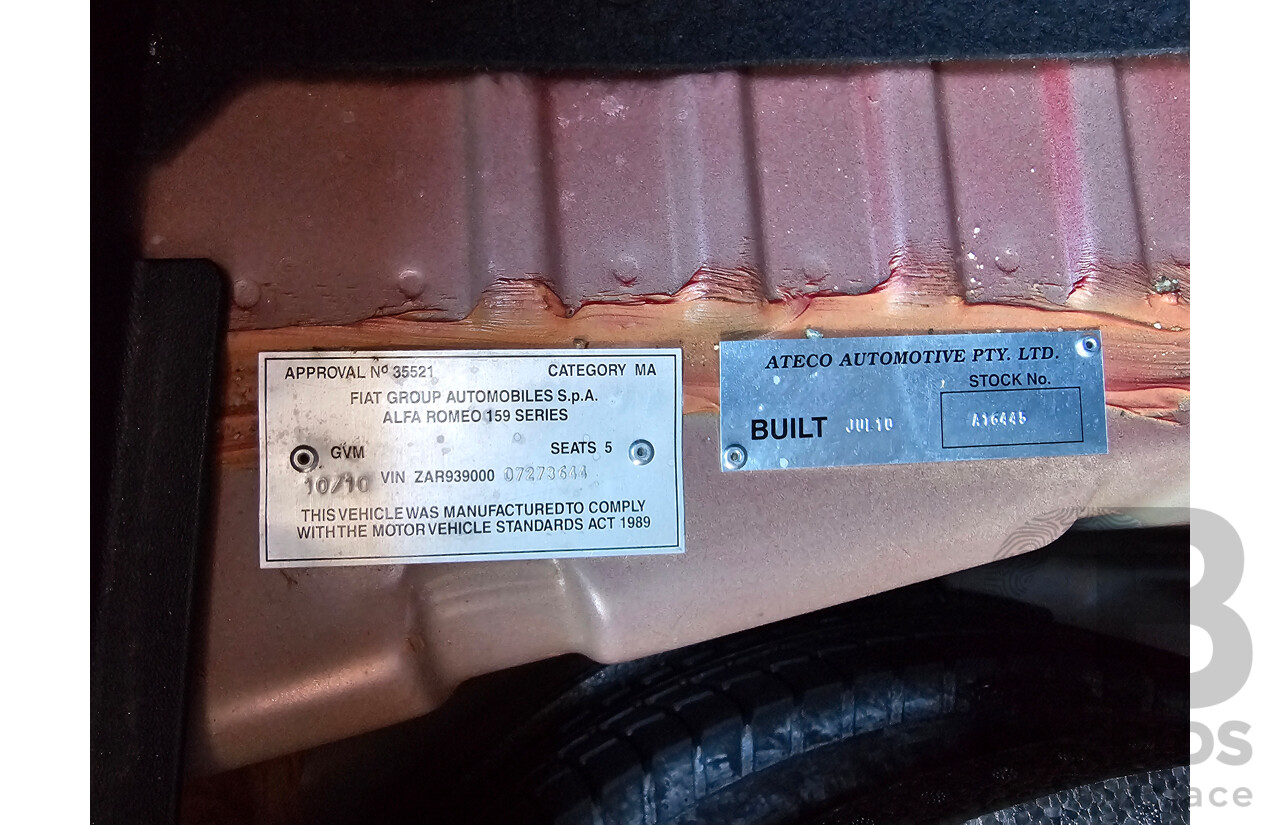 APPROVAL Nº 35521 CATEGORY MA
FIAT GROUP AUTOMOBILES S.p.A.
ALFA ROMEO 159 SERIES
GVM SEATS 5
10/10 VIN ZAR939000 07273644
THIS VEHICLE WAS MANUFACTURED TO COMPLY
WITH THE MOTOR VEHICLE STANDARDS ACT 1989
ATECO AUTOMOTIVE PTY. LTD.
STOCK No.
BUILT JUL10 A16445